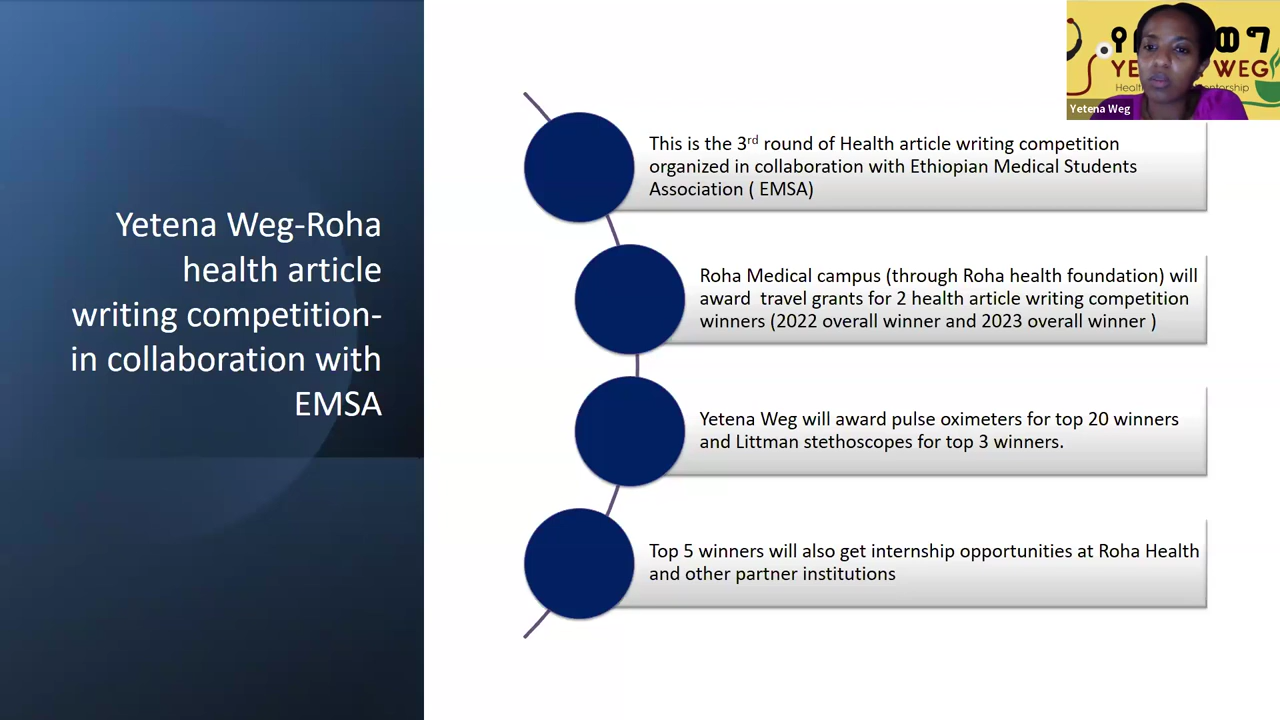 Yetena Weg-Roha
health article
writing competition-
in collaboration with
EMSA
This is the 3rd round of Health article writing competition
organized in collaboration with Ethiopian Medical Students
Association ( EMSA)
Roha Medical campus (through Roha health foundation) will
award travel grants for 2 health article writing competition
winners (2022 overall winner and 2023 overall winner )
Yetena Weg will award pulse oximeters for top 20 winners
and Littman stethoscopes for top 3 winners.
Top 5 winners will also get internship opportunities at Roha Health
and other partner institutions
WEG
Yetena Weg